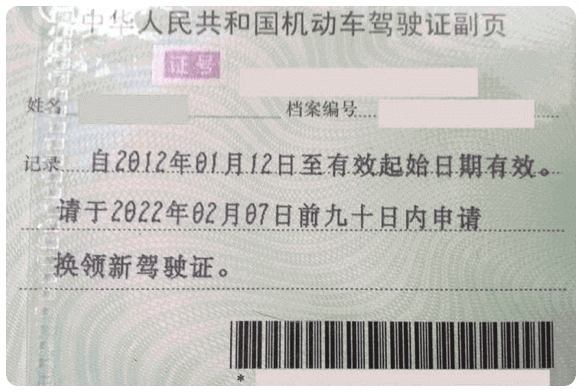 中华人民共和国机动车驾驶证副页
证号
姓名 档案编号
记录 自2012年01月12日至有效起始日期有效。
请于2022年02月07日前九十日内申请
换领新驾驶证。
*